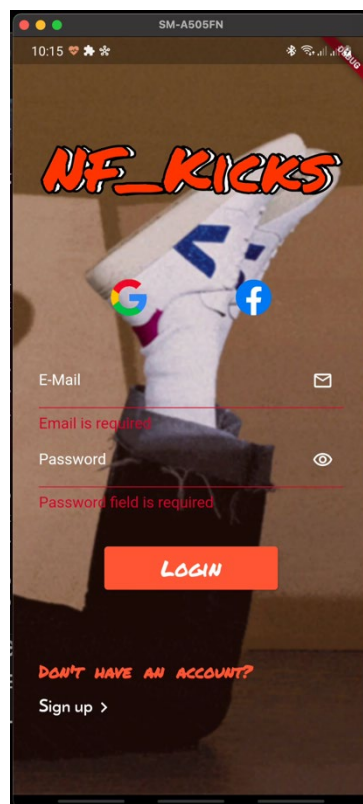 SM-A505FN
10:15
DEBUG
NF_Kicks
E-Mail
Email is required
Password
Password field is required
Login
Don't have an account?
Sign up >